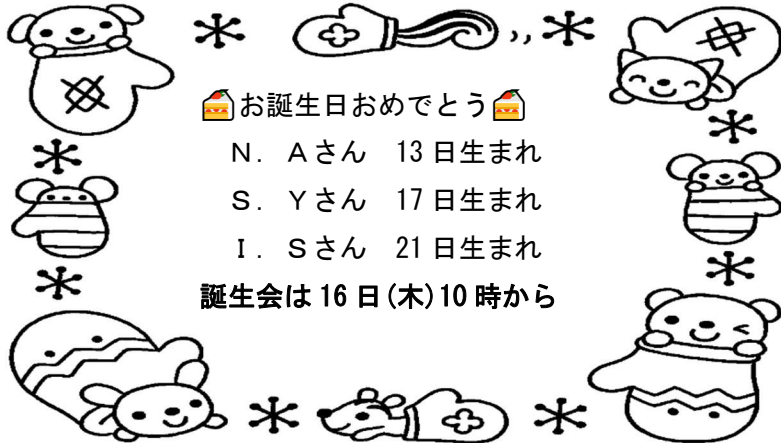 🍰お誕生日おめでとう🍰
Ｎ．Ａさん　13日生まれ
Ｓ．Ｙさん　17日生まれ
Ｉ．Ｓさん　21日生まれ
誕生会は16日(木)10時から